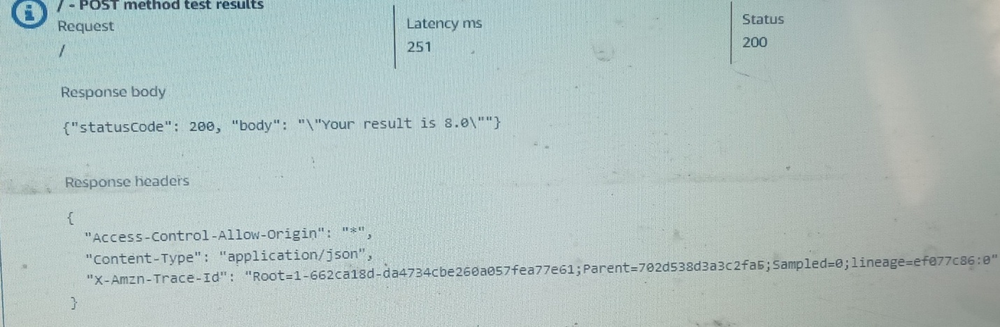 / - POST method test results
Request
/
Latency ms
251
Status
200
Response body
{"statusCode": 200, "body": "\"Your result is 8.0\""}
Response headers
{
"Access-Control-Allow-Origin": "*",
"Content-Type": "application/json",
"X-Amzn-Trace-Id": "Root=1-662ca18d-da4734cbe260a057fea77e61;Parent=702d538d3a3c2fa6;Sampled=0;lineage=ef077c86:0"
}